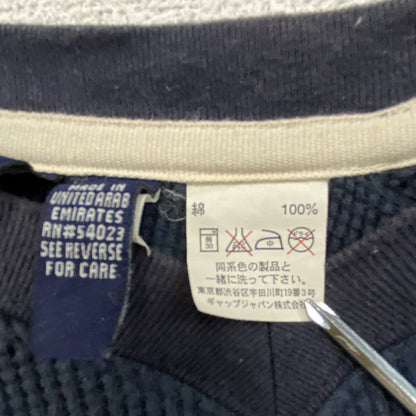 MADE IN
UNITED ARAB
EMIRATES
RN#54023
SEE REVERSE
FOR CARE
綿 100%
中
同系色の製品と
一緒に洗って下さい。
東京都渋谷区宇田川町19番3号
ギャップジャパン株式会社